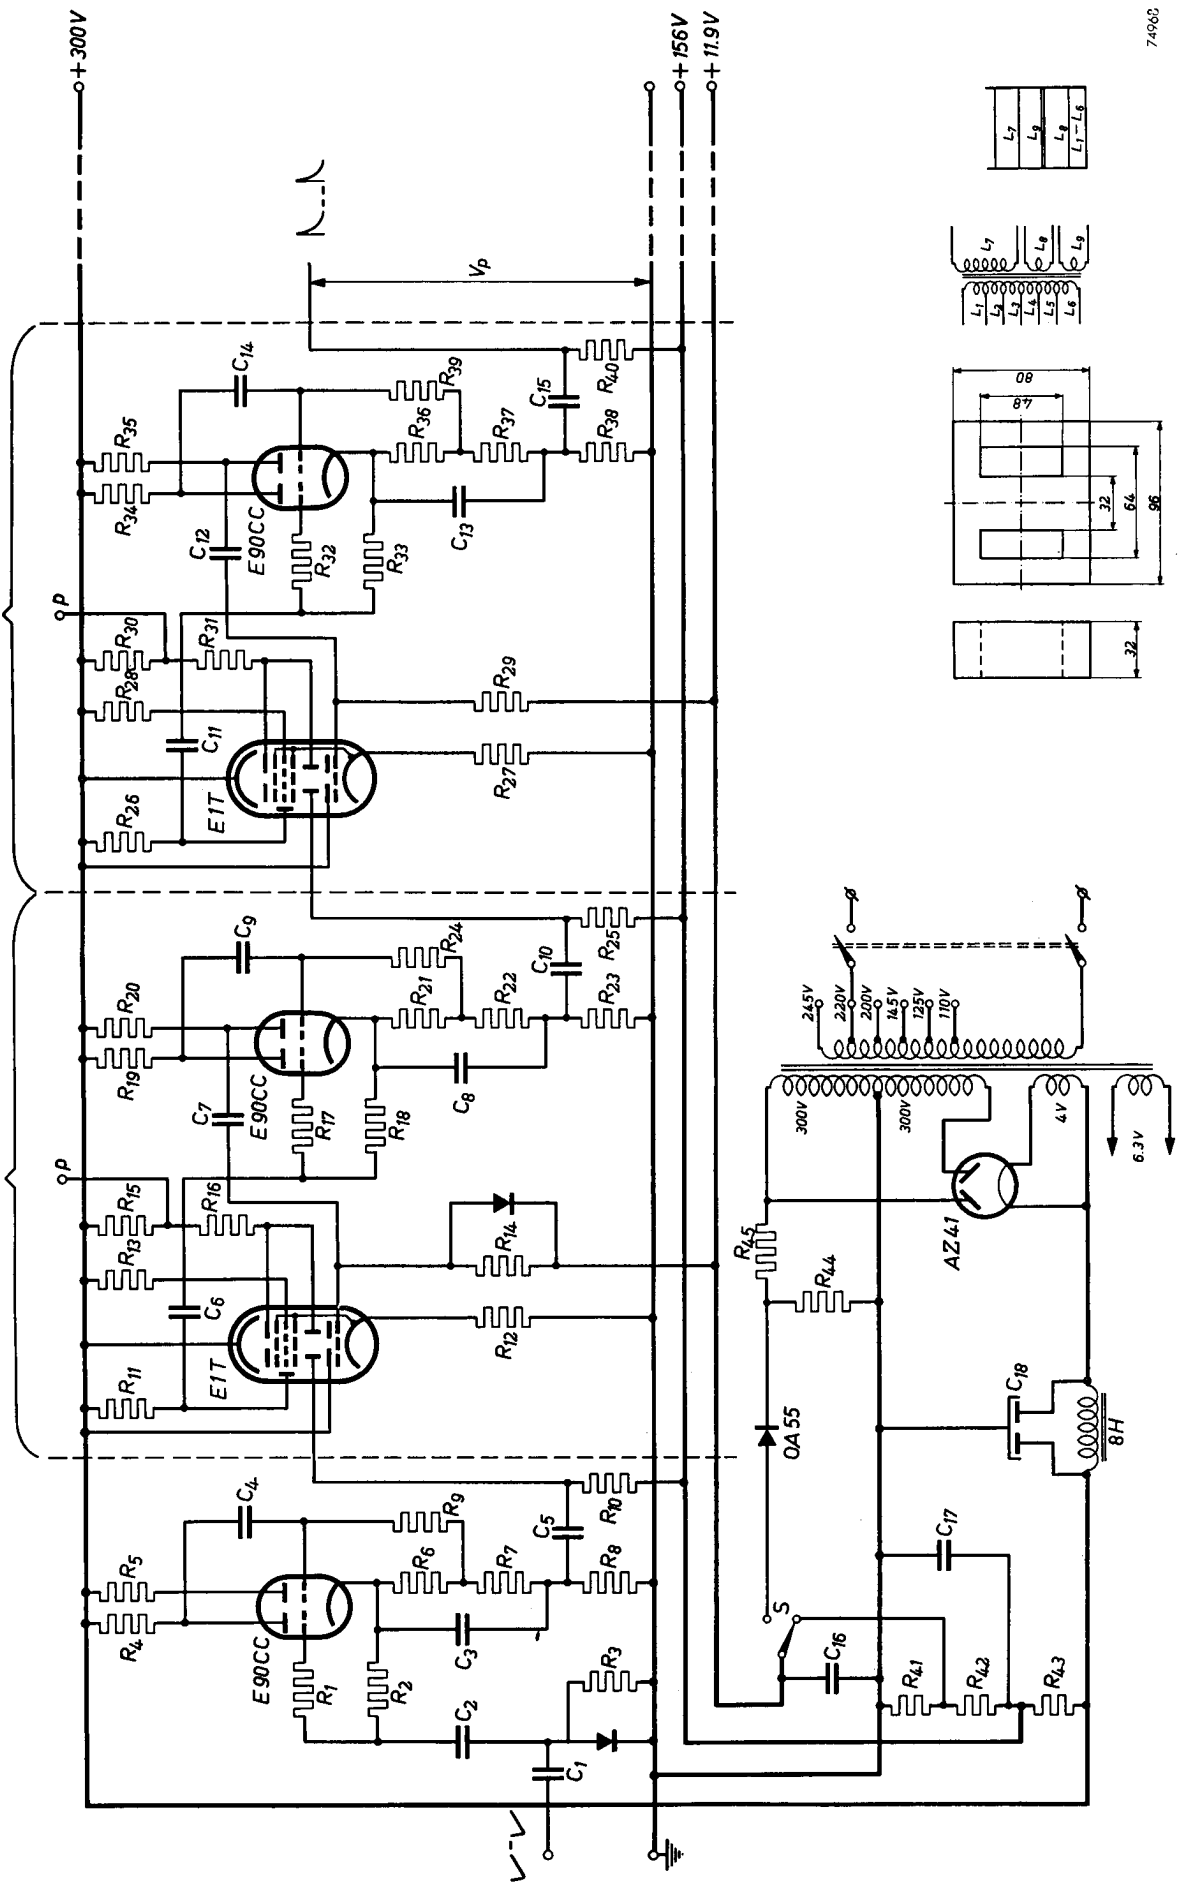 +300V
P
P
R4
R5
R11
R13
R15
R19
R20
R26
R28
R30
R34
R35
C4
C6
R16
C7
C9
C11
R31
C12
C14
E90CC
E1T
E90CC
E1T
E90CC
R1
R9
R17
R24
R32
R39
R2
R6
R18
R21
R33
R36
Vp
C2
C3
R7
R12
R14
C8
R22
R27
R29
C13
R37
C1
R3
R8
C5
R10
R23
C10
R25
R38
C15
R40
+156V
+11.9V
S
OA55
R45
R44
300V
300V
245V
220V
200V
145V
125V
110V
C16
R41
R42
R43
C17
C18
8H
AZ41
4V
6.3V
32
80
48
32
64
96
L1
L2
L3
L4
L5
L6
L7
L8
L9
L7
L9
L8
L1-L6
74968